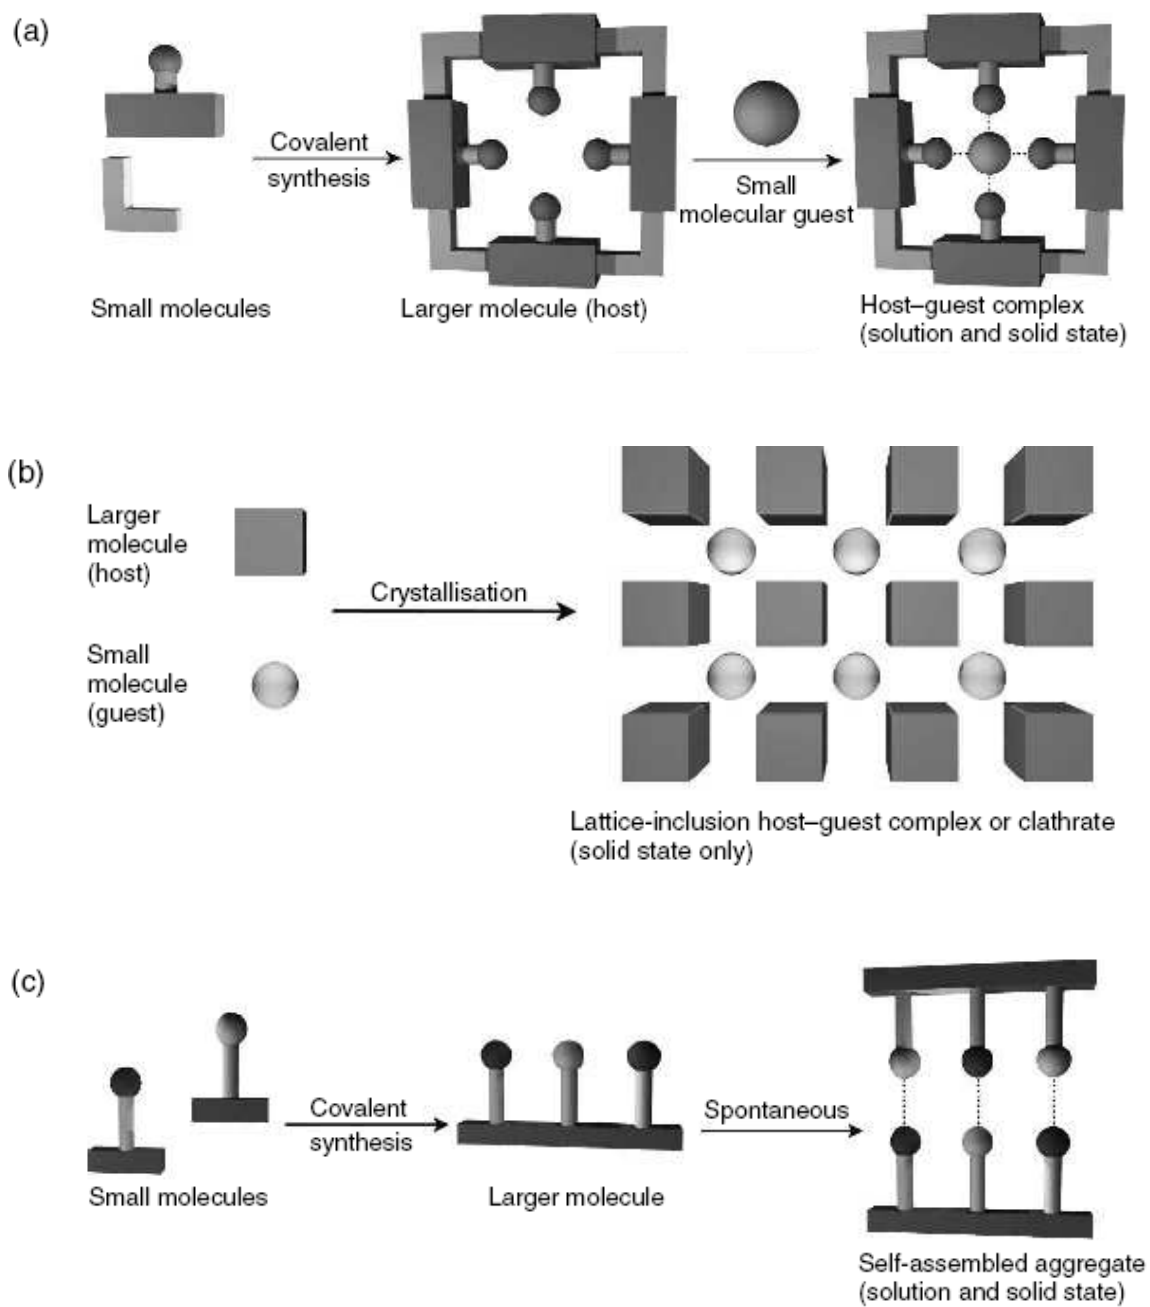 (a)
Covalent
synthesis
Small
molecular guest
Small molecules
Larger molecule (host)
Host–guest complex
(solution and solid state)
(b)
Larger
molecule
(host)
Crystallisation
Small
molecule
(guest)
Lattice-inclusion host–guest complex or clathrate
(solid state only)
(c)
Covalent
synthesis
Spontaneous
Small molecules
Larger molecule
Self-assembled aggregate
(solution and solid state)